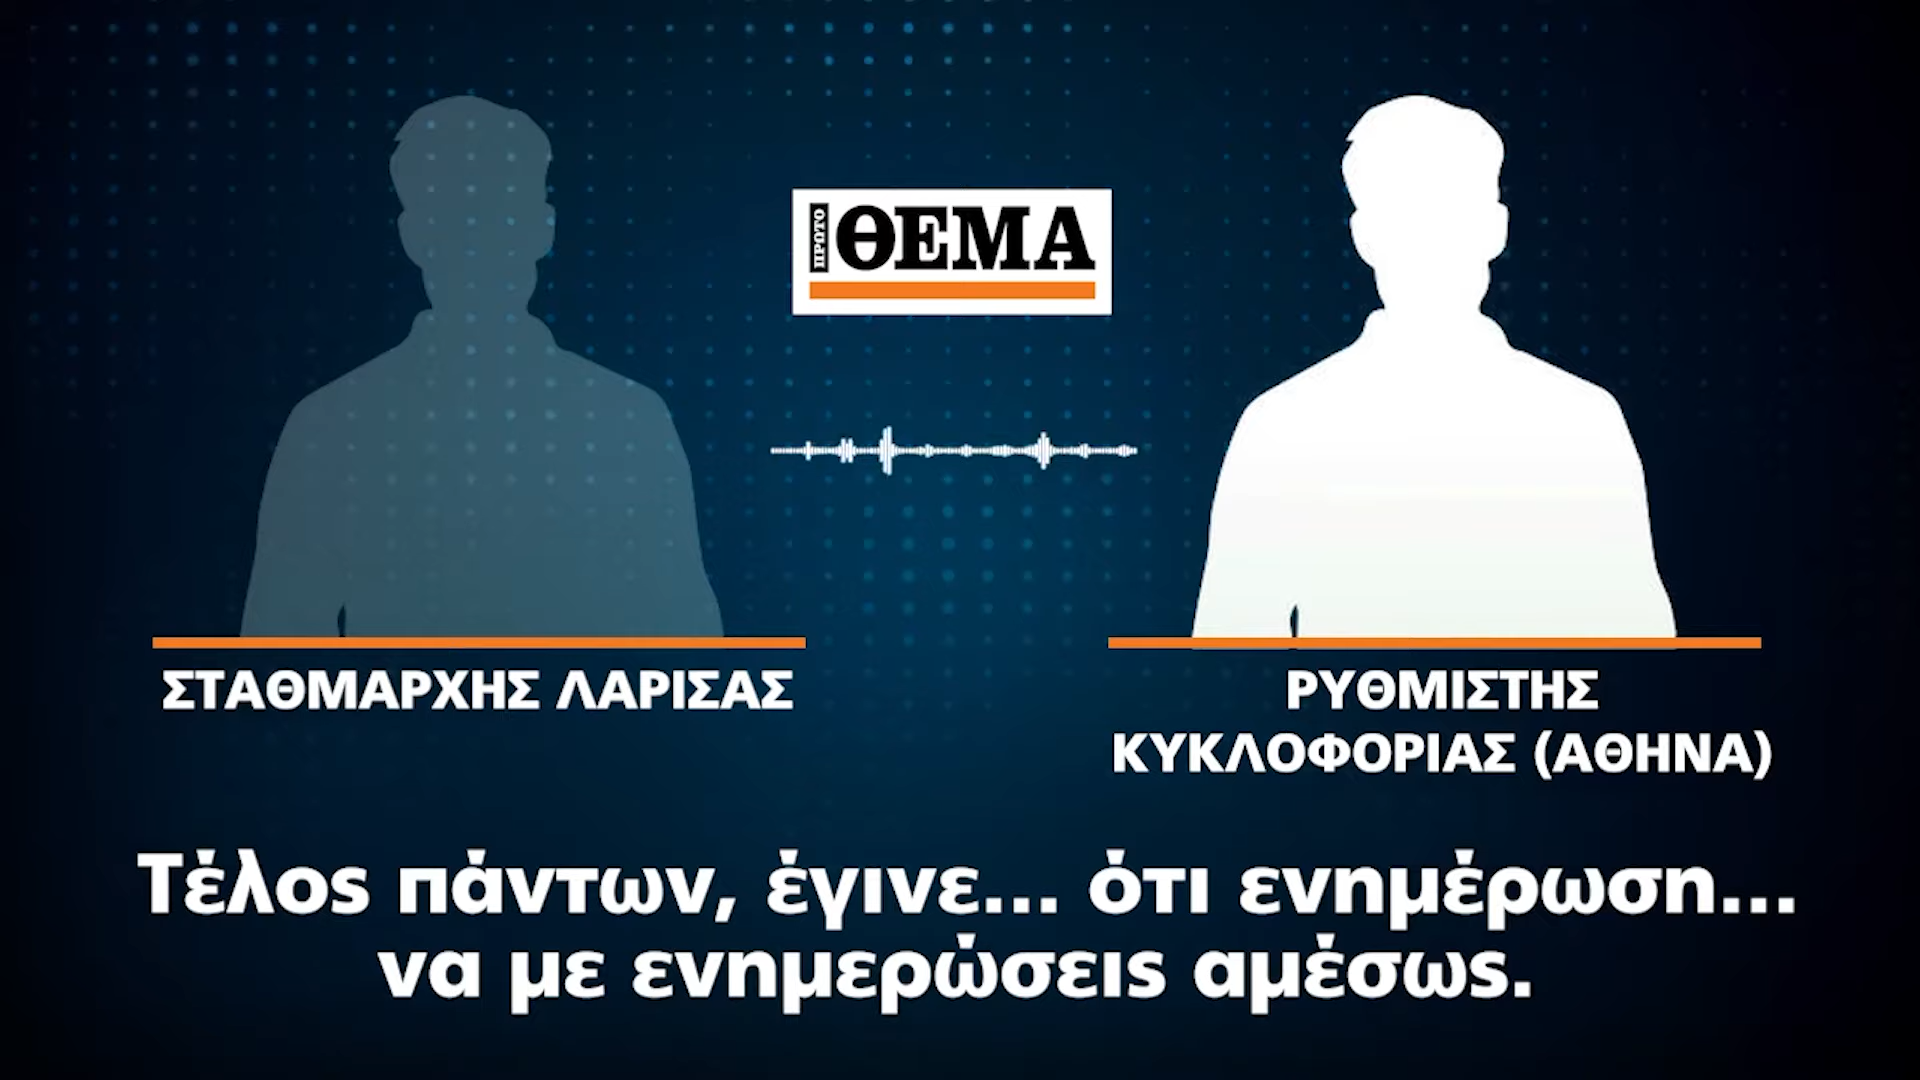 ΠΡΩΤΟ
ΘΕΜΑ
ΣΤΑΘΜΑΡΧΗΣ ΛΑΡΙΣΑΣ
ΡΥΘΜΙΣΤΗΣ
ΚΥΚΛΟΦΟΡΙΑΣ (ΑΘΗΝΑ)
Τέλος πάντων, έγινε... ότι ενημέρωση...
να με ενημερώσεις αμέσως.